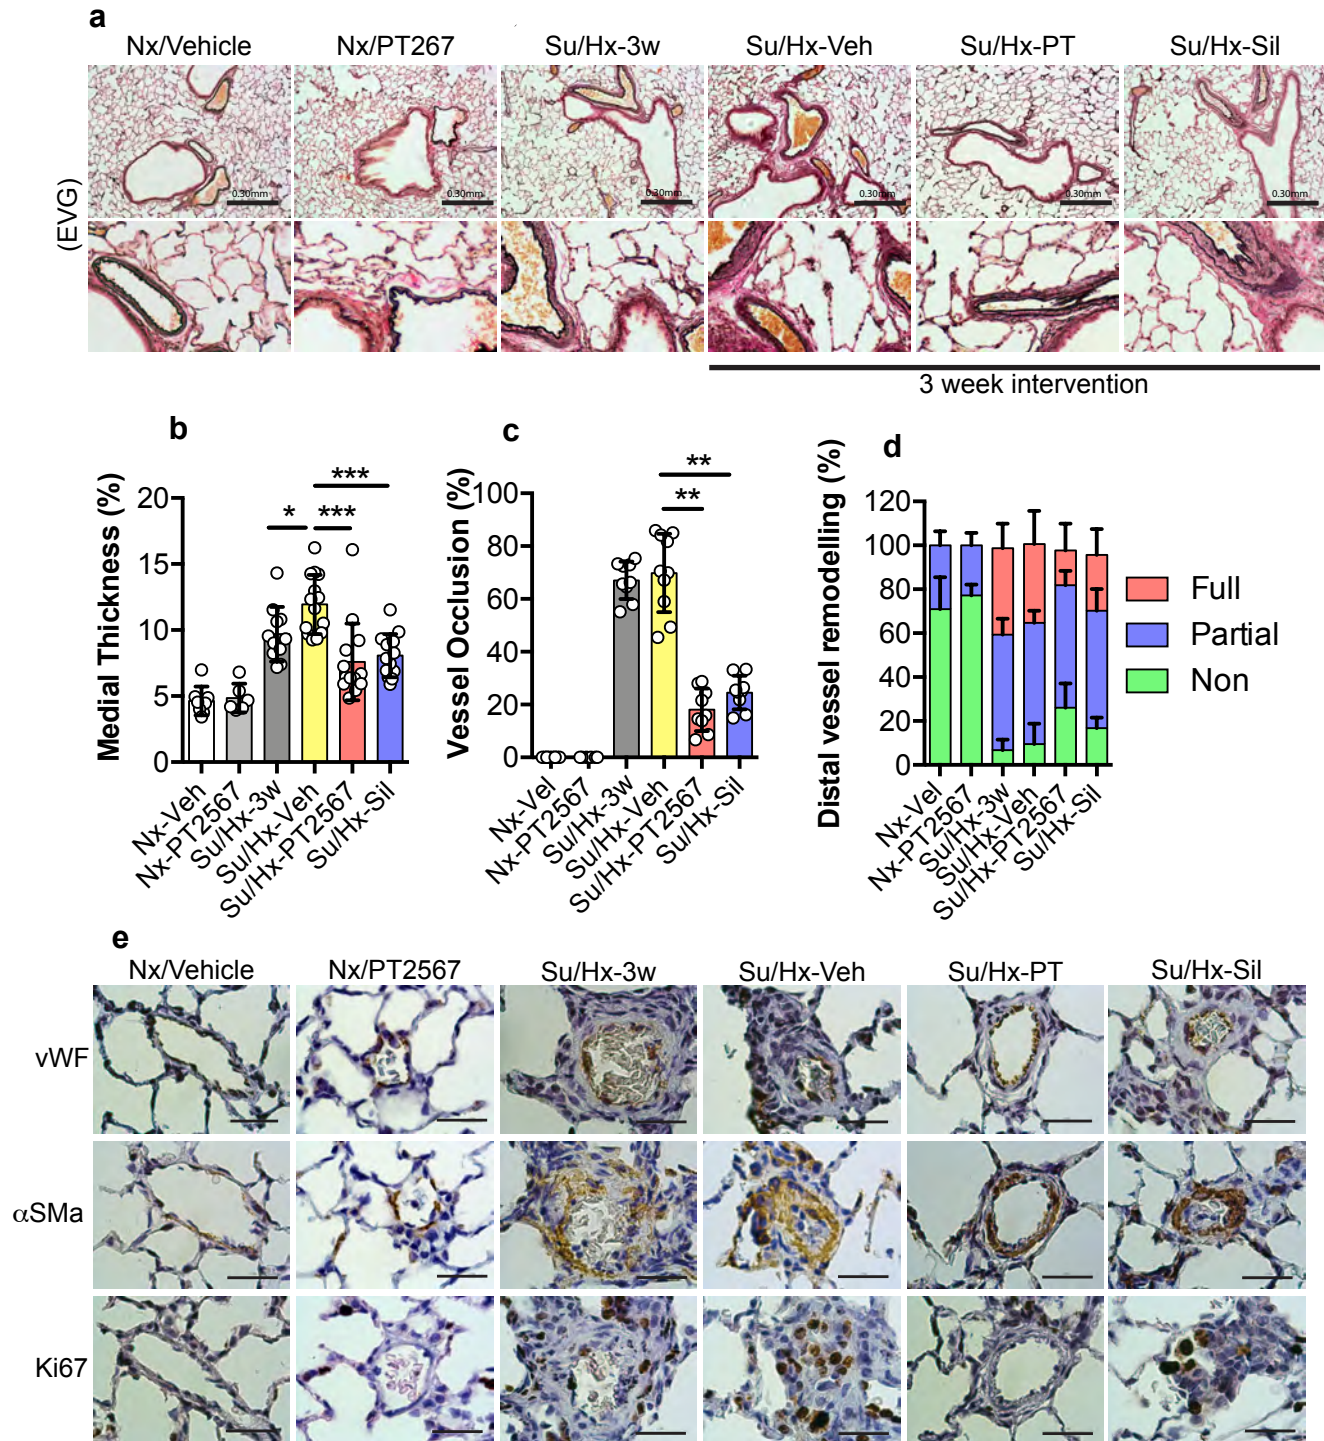 a
Nx/Vehicle Nx/PT267 Su/Hx-3w Su/Hx-Veh Su/Hx-PT Su/Hx-Sil
(EVG)
0.30mm 0.30mm 0.30mm 0.30mm 0.30mm 0.30mm
3 week intervention
b
Medial Thickness (%)
20
15
10
5
0
* *** ***
Nx-Veh
Nx-PT2567
Su/Hx-3w
Su/Hx-Veh
Su/Hx-PT2567
Su/Hx-Sil
c
Vessel Occlusion (%)
100
80
60
40
20
0
** **
Nx-Vel
Nx-PT2567
Su/Hx-3w
Su/Hx-Veh
Su/Hx-PT2567
Su/Hx-Sil
d
Distal vessel remodelling (%)
120
100
80
60
40
20
0
Nx-Vel
Nx-PT2567
Su/Hx-3w
Su/Hx-Veh
Su/Hx-PT2567
Su/Hx-Sil
Full
Partial
Non
e
Nx/Vehicle Nx/PT2567 Su/Hx-3w Su/Hx-Veh Su/Hx-PT Su/Hx-Sil
vWF
αSMa
Ki67